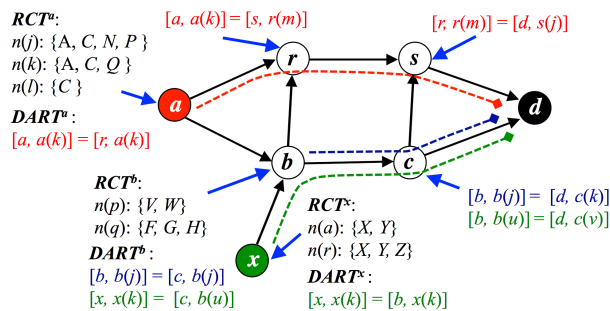 RCTᵃ:
n(j): {A, C, N, P }
n(k): {A, C, Q }
n(l): {C }
DARTᵃ:
[a, a(k)] = [r, a(k)]
[a, a(k)] = [s, r(m)]
[r, r(m)] = [d, s(j)]
r
s
a
d
b
c
x
RCTᵇ:
n(p): {V, W}
n(q): {F, G, H}
DARTᵇ:
[b, b(j)] = [c, b(j)]
[x, x(k)] = [c, b(u)]
RCTˣ:
n(a): {X, Y}
n(r): {X, Y, Z}
DARTˣ:
[x, x(k)] = [b, x(k)]
[b, b(j)] = [d, c(k)]
[b, b(u)] = [d, c(v)]